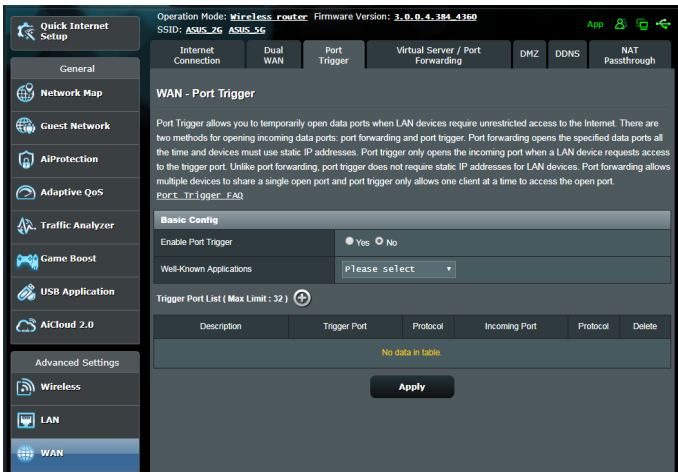 Quick Internet
Setup
General
Network Map
Guest Network
AiProtection
Adaptive QoS
Traffic Analyzer
Game Boost
USB Application
AiCloud 2.0
Advanced Settings
Wireless
LAN
WAN
Operation Mode: Wireless router Firmware Version: 3.0.0.4.384_4360
SSID: ASUS_2G ASUS_5G
App
Internet
Connection
Dual
WAN
Port
Trigger
Virtual Server / Port
Forwarding
DMZ
DDNS
NAT
Passthrough
WAN - Port Trigger
Port Trigger allows you to temporarily open data ports when LAN devices require unrestricted access to the Internet. There are
two methods for opening incoming data ports: port forwarding and port trigger. Port forwarding opens the specified data ports all
the time and devices must use static IP addresses. Port trigger only opens the incoming port when a LAN device requests access
to the trigger port. Unlike port forwarding, port trigger does not require static IP addresses for LAN devices. Port forwarding allows
multiple devices to share a single open port and port trigger only allows one client at a time to access the open port.
Port Trigger FAQ
Basic Config
Enable Port Trigger Yes No
Well-Known Applications Please select
Trigger Port List ( Max Limit : 32 )
Description Trigger Port Protocol Incoming Port Protocol Delete
No data in table.
Apply